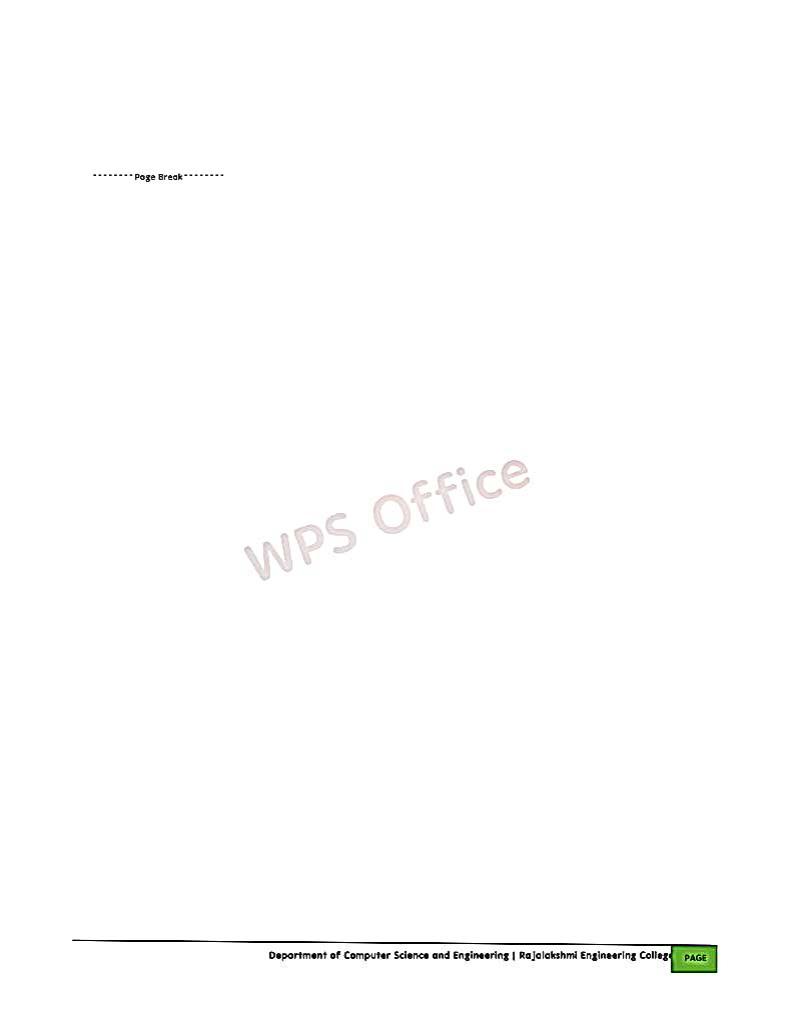 --------Page Break--------
WPS Office
Department of Computer Science and Engineering | Rajalakshmi Engineering College
PAGE